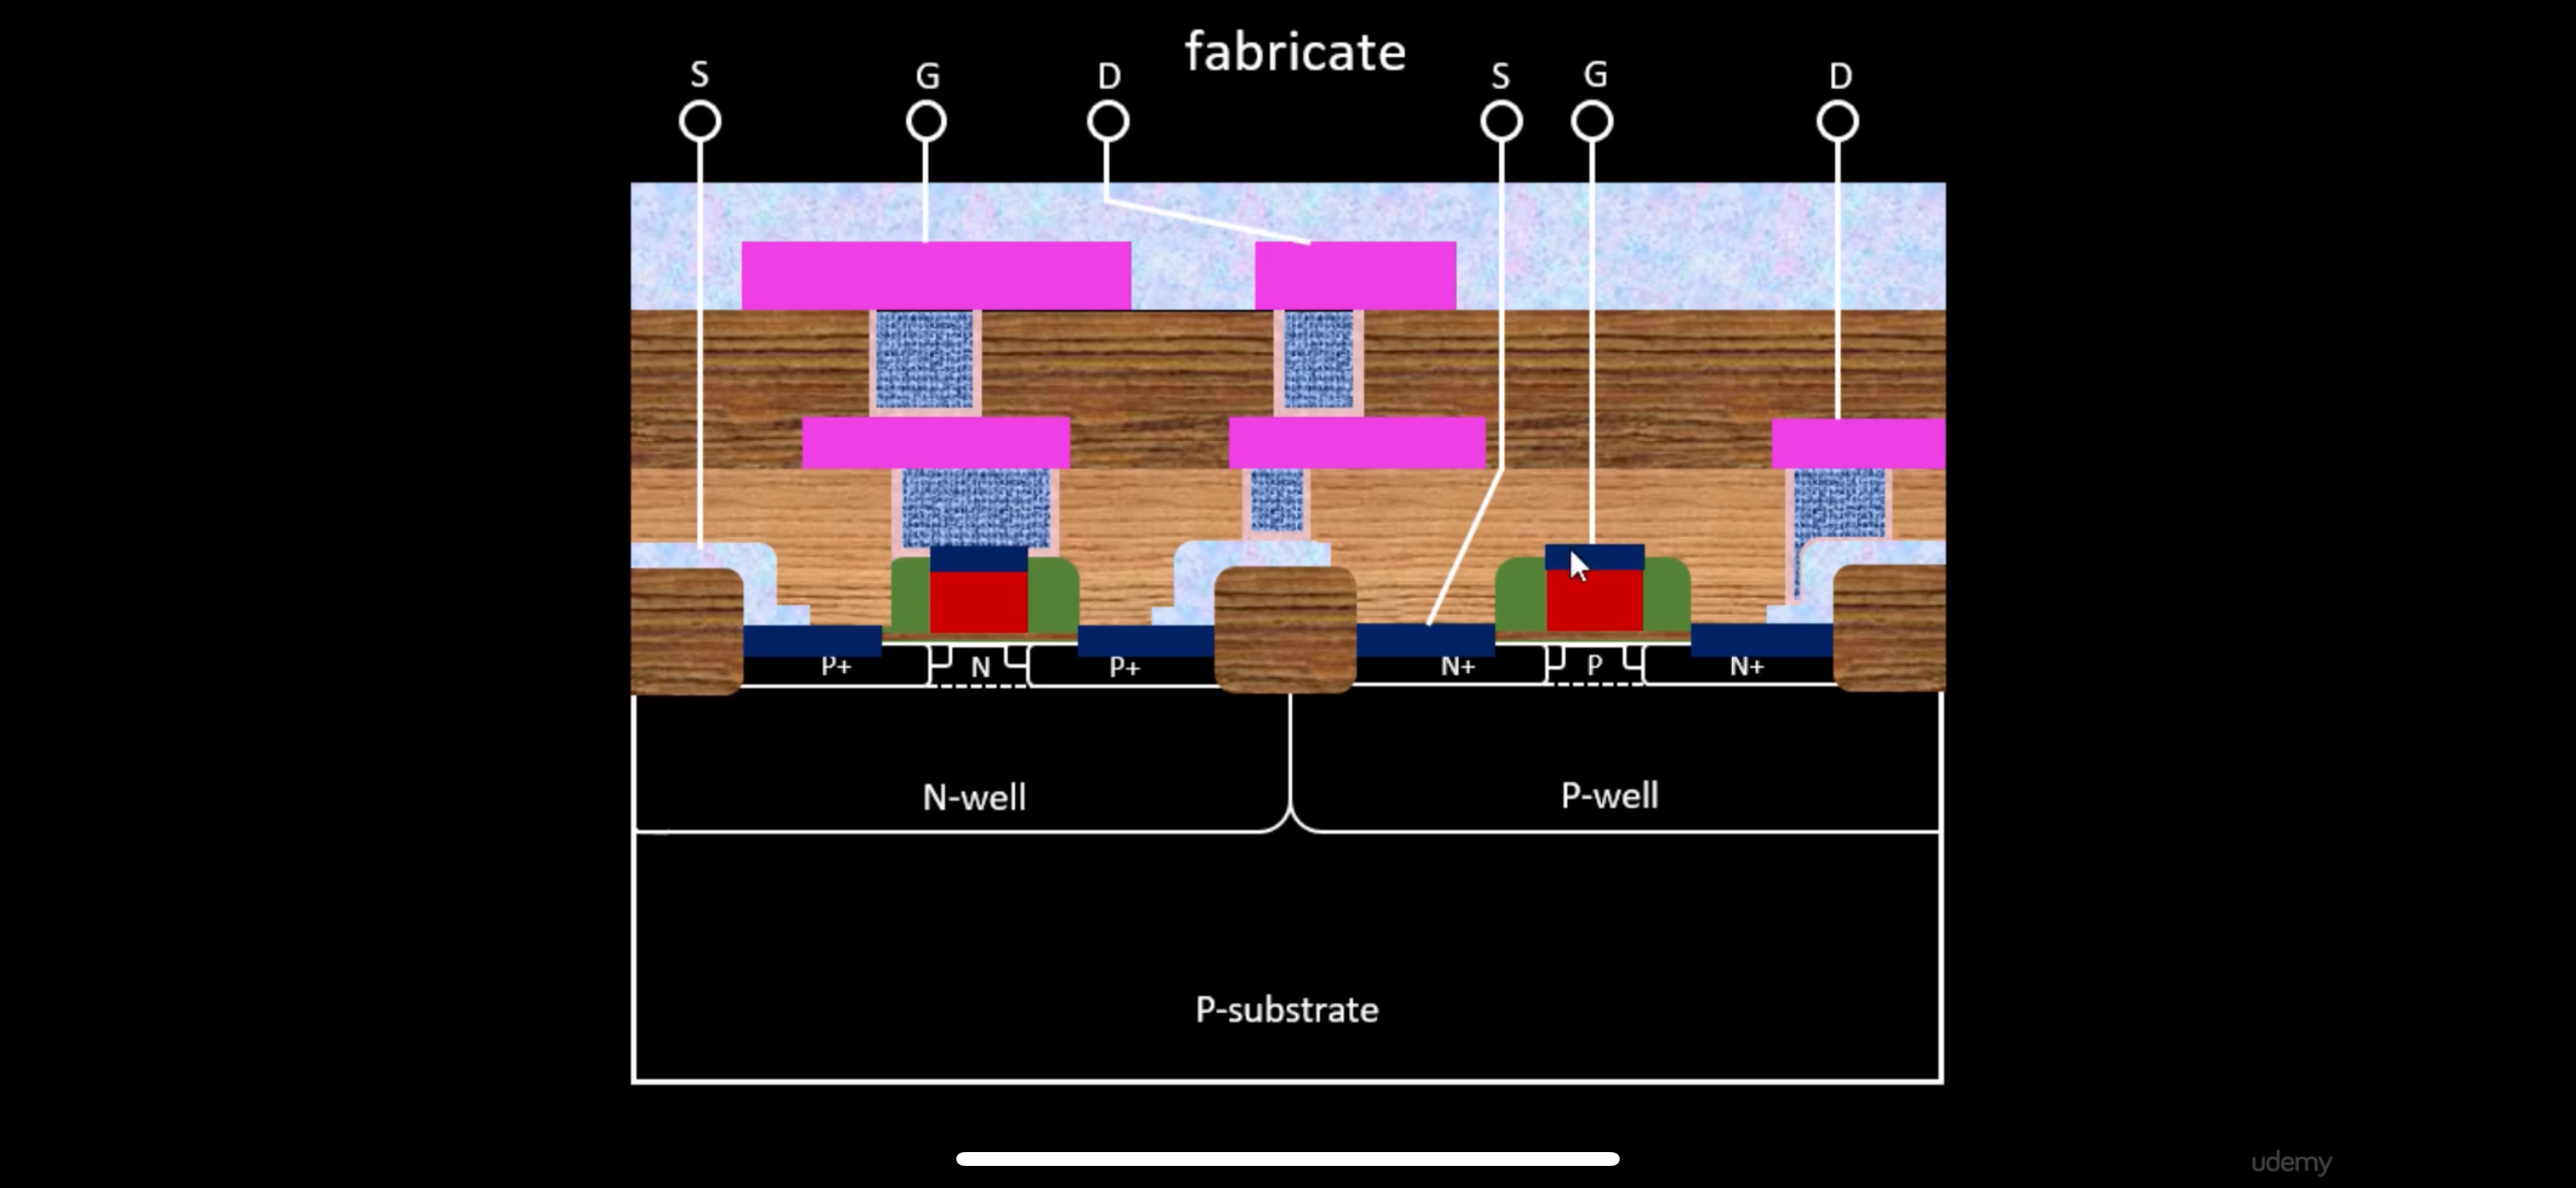 fabricate
S G D S G D
P+ N P+ N+ P N+
N-well P-well
P-substrate
udemy